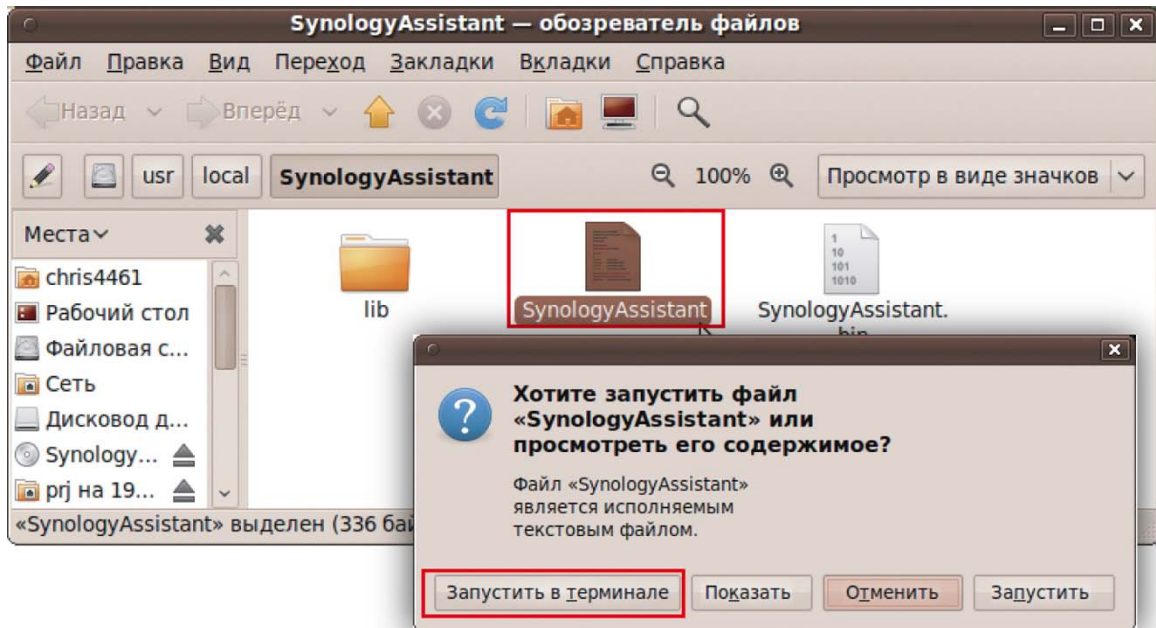 SynologyAssistant — обозреватель файлов
Файл Правка Вид Переход Закладки Вкладки Справка
Назад Вперёд
usr local SynologyAssistant 100% Просмотр в виде значков
Места
chris4461
Рабочий стол
Файловая с...
Сеть
Дисковод д...
Synology...
prj на 19...
lib
SynologyAssistant
1
10
101
1010
SynologyAssistant.
bin
«SynologyAssistant» выделен (336 бай
Хотите запустить файл
«SynologyAssistant» или
просмотреть его содержимое?
Файл «SynologyAssistant»
является исполняемым
текстовым файлом.
Запустить в терминале Показать Отменить Запустить